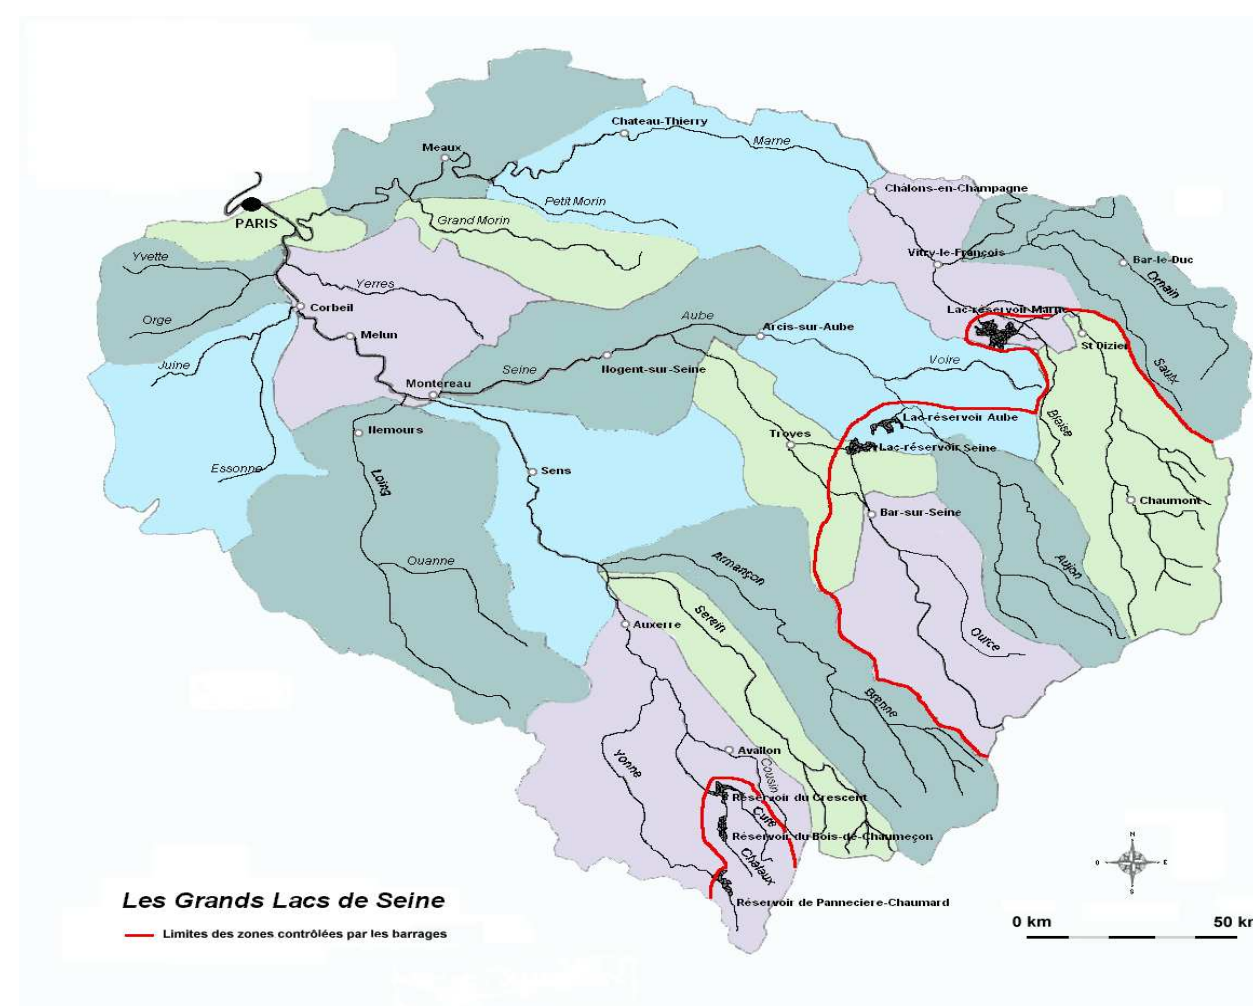 Chateau-Thierry
Marne
Meaux
Châlons-en-Champagne
Petit Morin
PARIS
Grand Morin
Yvette
Vitry-le-François
Bar-le-Duc
Ornain
Yerres
Corbeil
Lac-réservoir Marne
Orge
Aube
Arcis-sur-Aube
Melun
St Dizier
Juine
Seine
Nogent-sur-Seine
Voire
Saulx
Montereau
Lac-réservoir Aube
Blaise
Nemours
Troyes
Lac-réservoir Seine
Essonne
Loing
Sens
Chaumont
Bar-sur-Seine
Ouanne
Armançon
Aujon
Serein
Auxerre
Ource
Brenne
Yonne
Avallon
Cousin
Réservoir du Crescent
Cure
Réservoir du Bois-de-Chaumeçon
Chalaux
Réservoir de Panneciere-Chaumard
N
O
E
S
Les Grands Lacs de Seine
Limites des zones contrôlées par les barrages
0 km
50 km